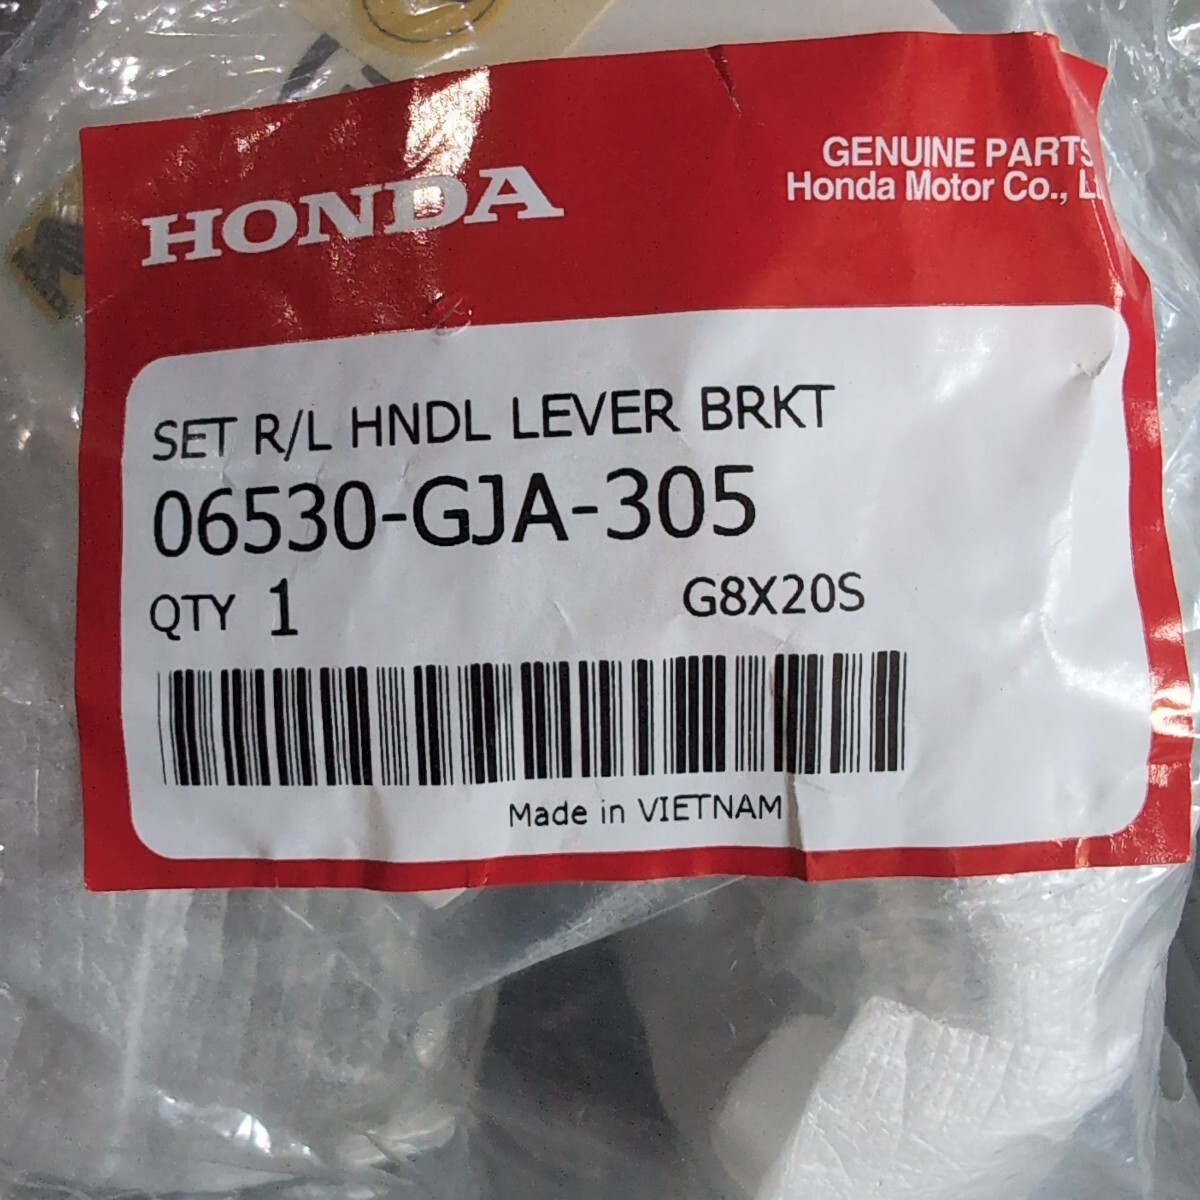 HONDA
GENUINE PARTS
Honda Motor Co.,
SET R/L HNDL LEVER BRKT
06530-GJA-305
QTY 1
G8X20S
Made in VIETNAM
HONDA